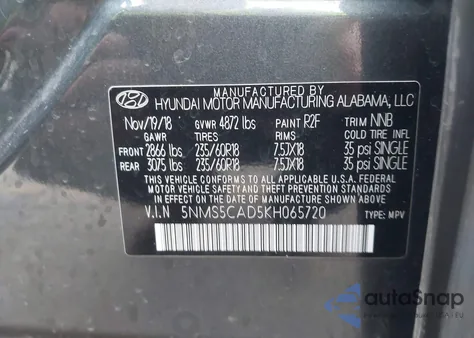 MANUFACTURED BY
HYUNDAI MOTOR MANUFACTURING ALABAMA, LLC
Nov/19/18 GVWR 4872 lbs PAINT R2F TRIM NNB
GAWR TIRES RIMS COLD TIRE INFL
FRONT 2866 lbs 235/60R18 7.5JX18 35 psi SINGLE
REAR 3075 lbs 235/60R18 7.5JX18 35 psi SINGLE
THIS VEHICLE CONFORMS TO ALL APPLICABLE U.S.A. FEDERAL
MOTOR VEHICLE SAFETY AND THEFT PREVENTION STANDARDS
IN EFFECT ON THE DATE OF MANUFACTURE SHOWN ABOVE.
V.I.N 5NMS5CAD5KH065720 TYPE: MPV
autoSnap